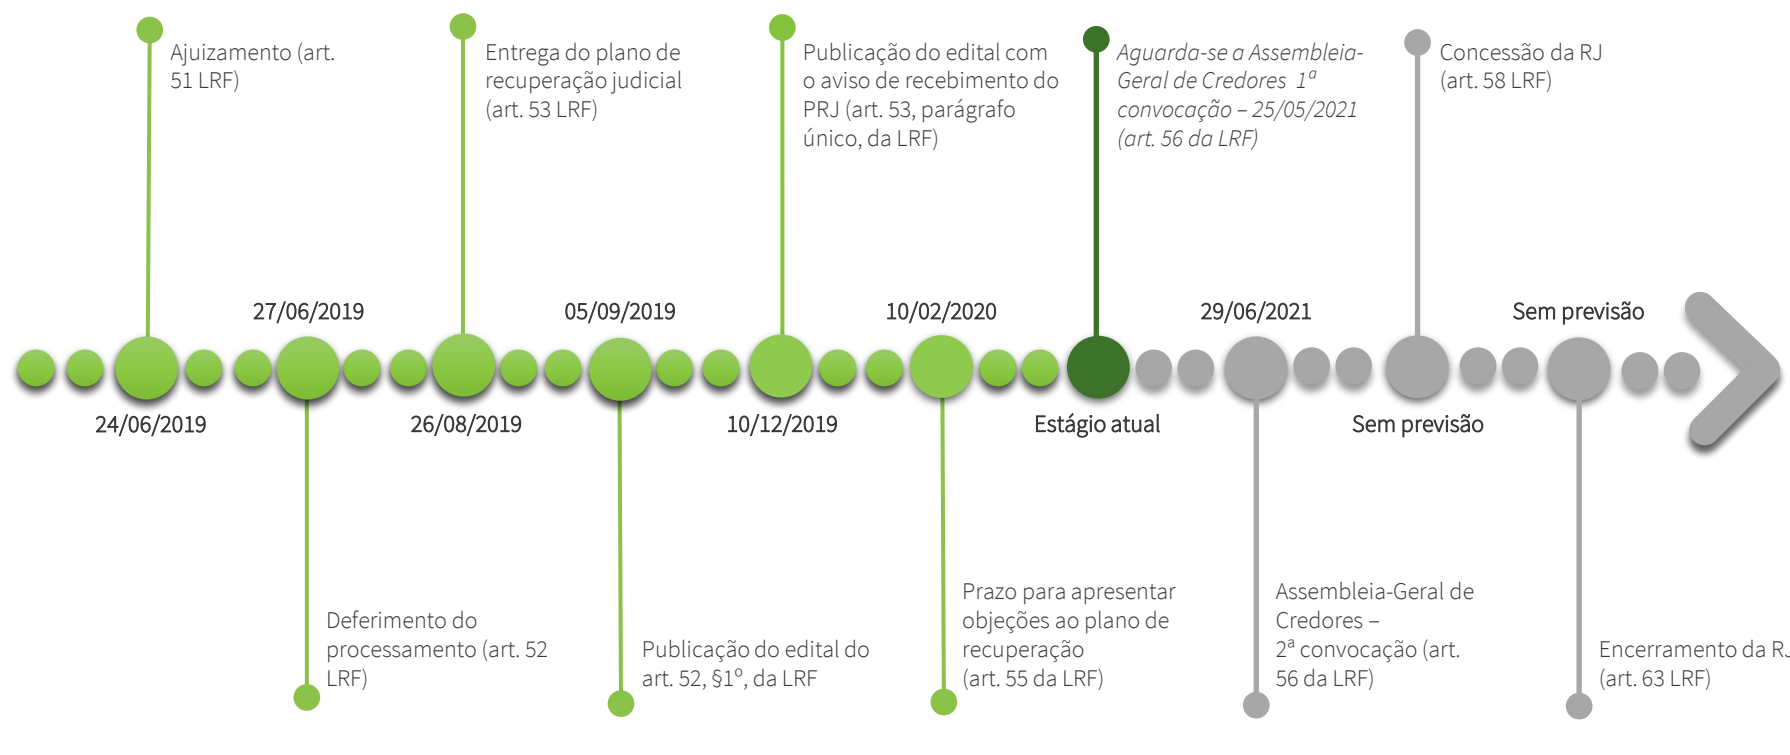 Ajuizamento (art.
51 LRF)
Entrega do plano de
recuperação judicial
(art. 53 LRF)
Publicação do edital com
o aviso de recebimento do
PRJ (art. 53, parágrafo
único, da LRF)
Aguarda-se a Assembleia-
Geral de Credores 1ª
convocação – 25/05/2021
(art. 56 da LRF)
Concessão da RJ
(art. 58 LRF)
27/06/2019
05/09/2019
10/02/2020
29/06/2021
Sem previsão
24/06/2019
26/08/2019
10/12/2019
Estágio atual
Sem previsão
Deferimento do
processamento (art. 52
LRF)
Publicação do edital do
art. 52, §1º, da LRF
Prazo para apresentar
objeções ao plano de
recuperação
(art. 55 da LRF)
Assembleia-Geral de
Credores –
2ª convocação (art.
56 da LRF)
Encerramento da RJ
(art. 63 LRF)